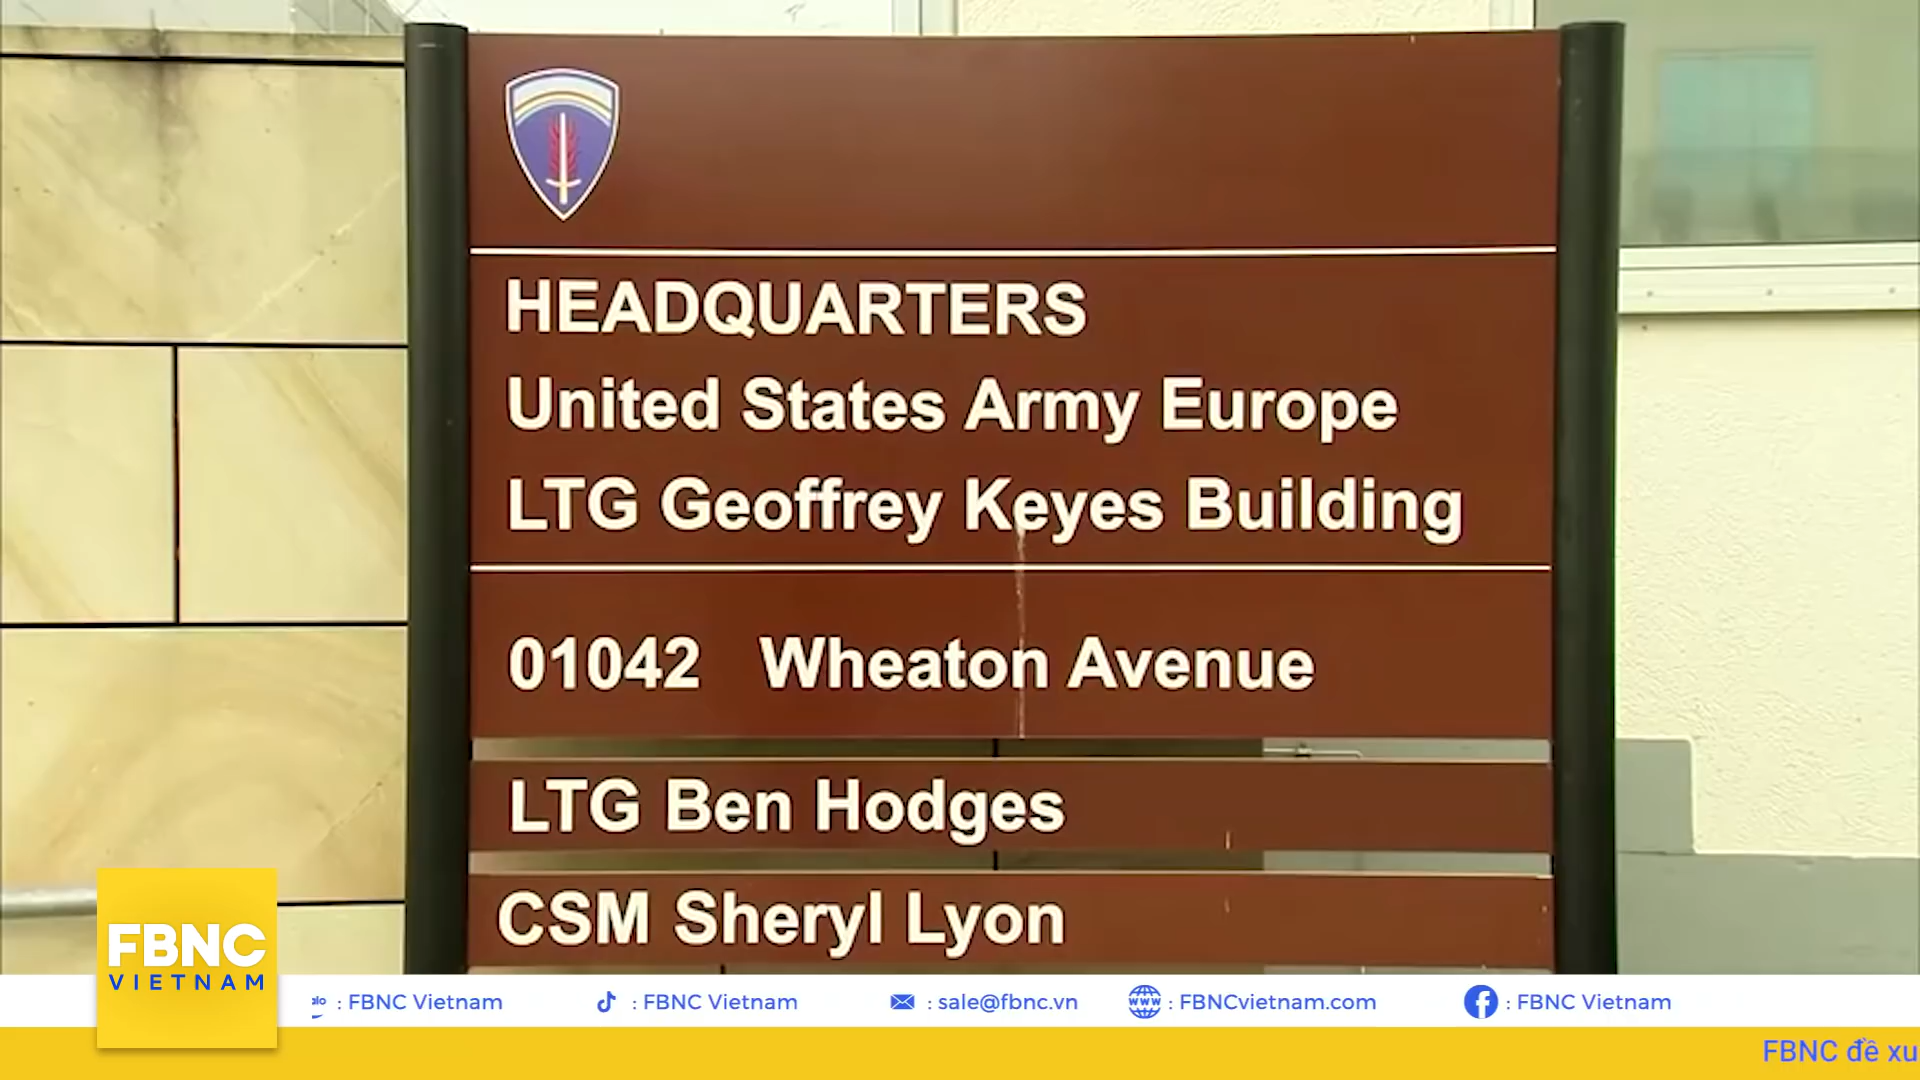 HEADQUARTERS
United States Army Europe
LTG Geoffrey Keyes Building
01042 Wheaton Avenue
LTG Ben Hodges
CSM Sheryl Lyon
FBNC
VIETNAM
: FBNC Vietnam
: FBNC Vietnam
: sale@fbnc.vn
www : FBNCvietnam.com
: FBNC Vietnam
FBNC đề xu